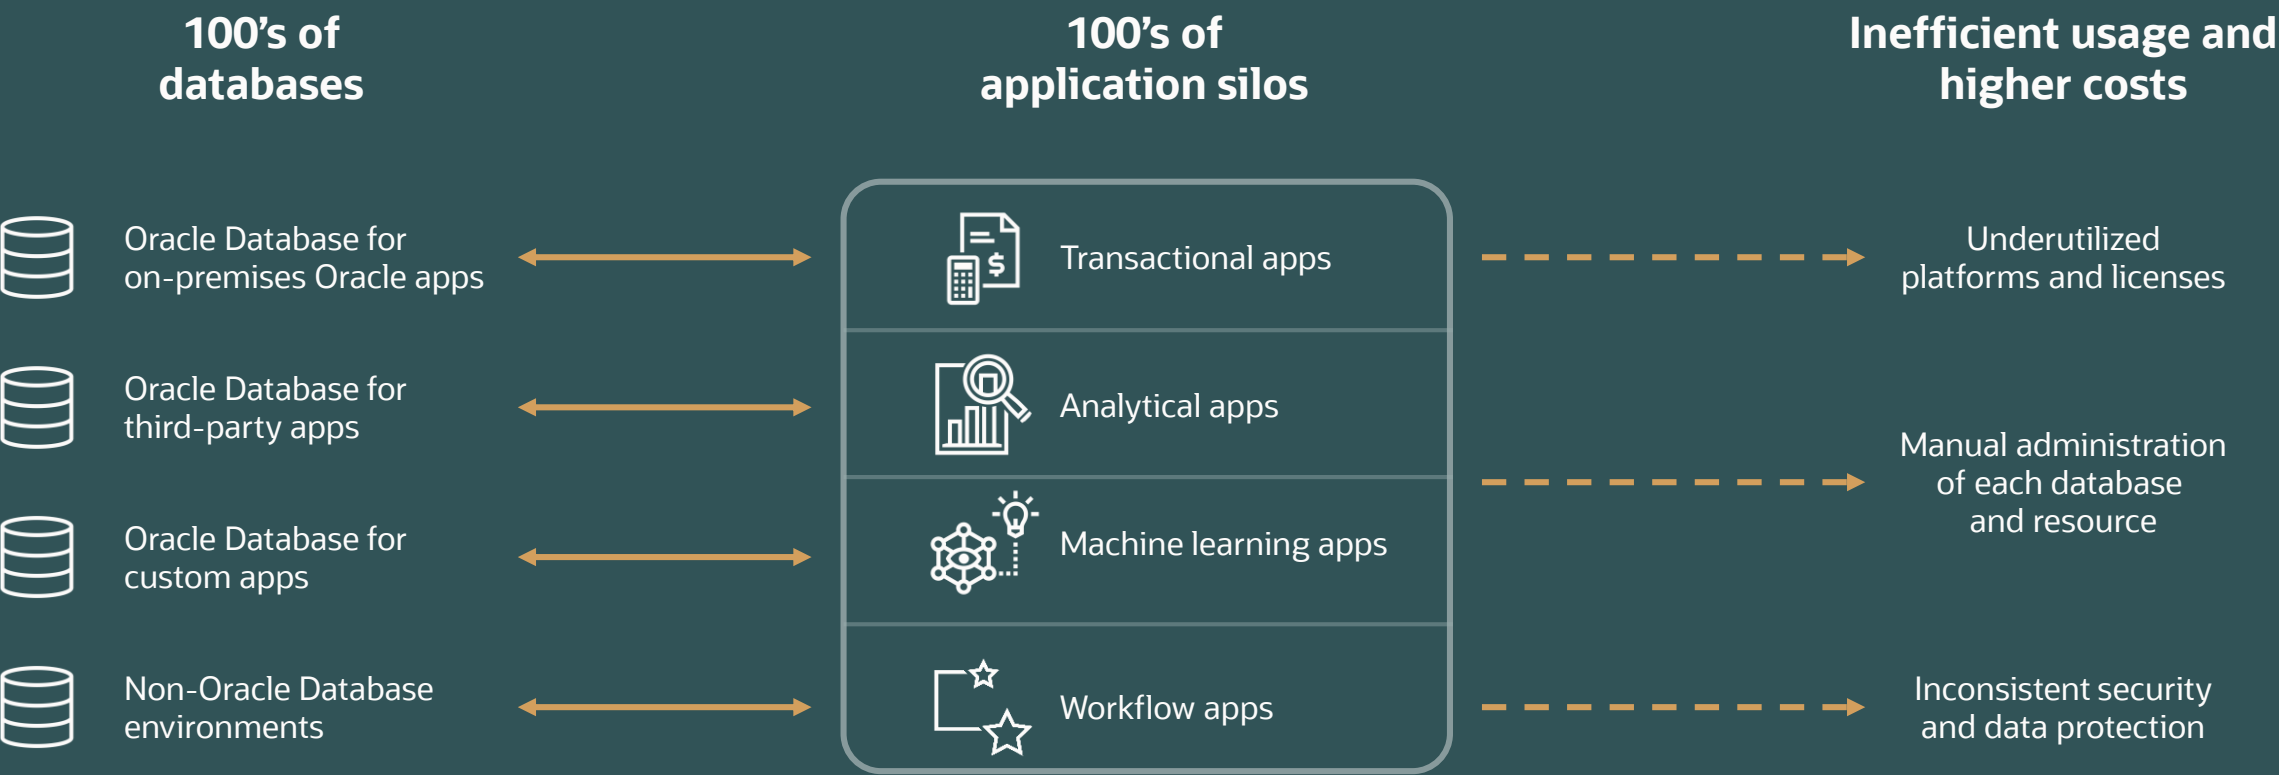 100’s of
databases
100’s of
application silos
Inefficient usage and
higher costs
Oracle Database for
on-premises Oracle apps
Transactional apps
Underutilized
platforms and licenses
Oracle Database for
third-party apps
Analytical apps
Manual administration
of each database
and resource
Oracle Database for
custom apps
Machine learning apps
Non-Oracle Database
environments
Workflow apps
Inconsistent security
and data protection